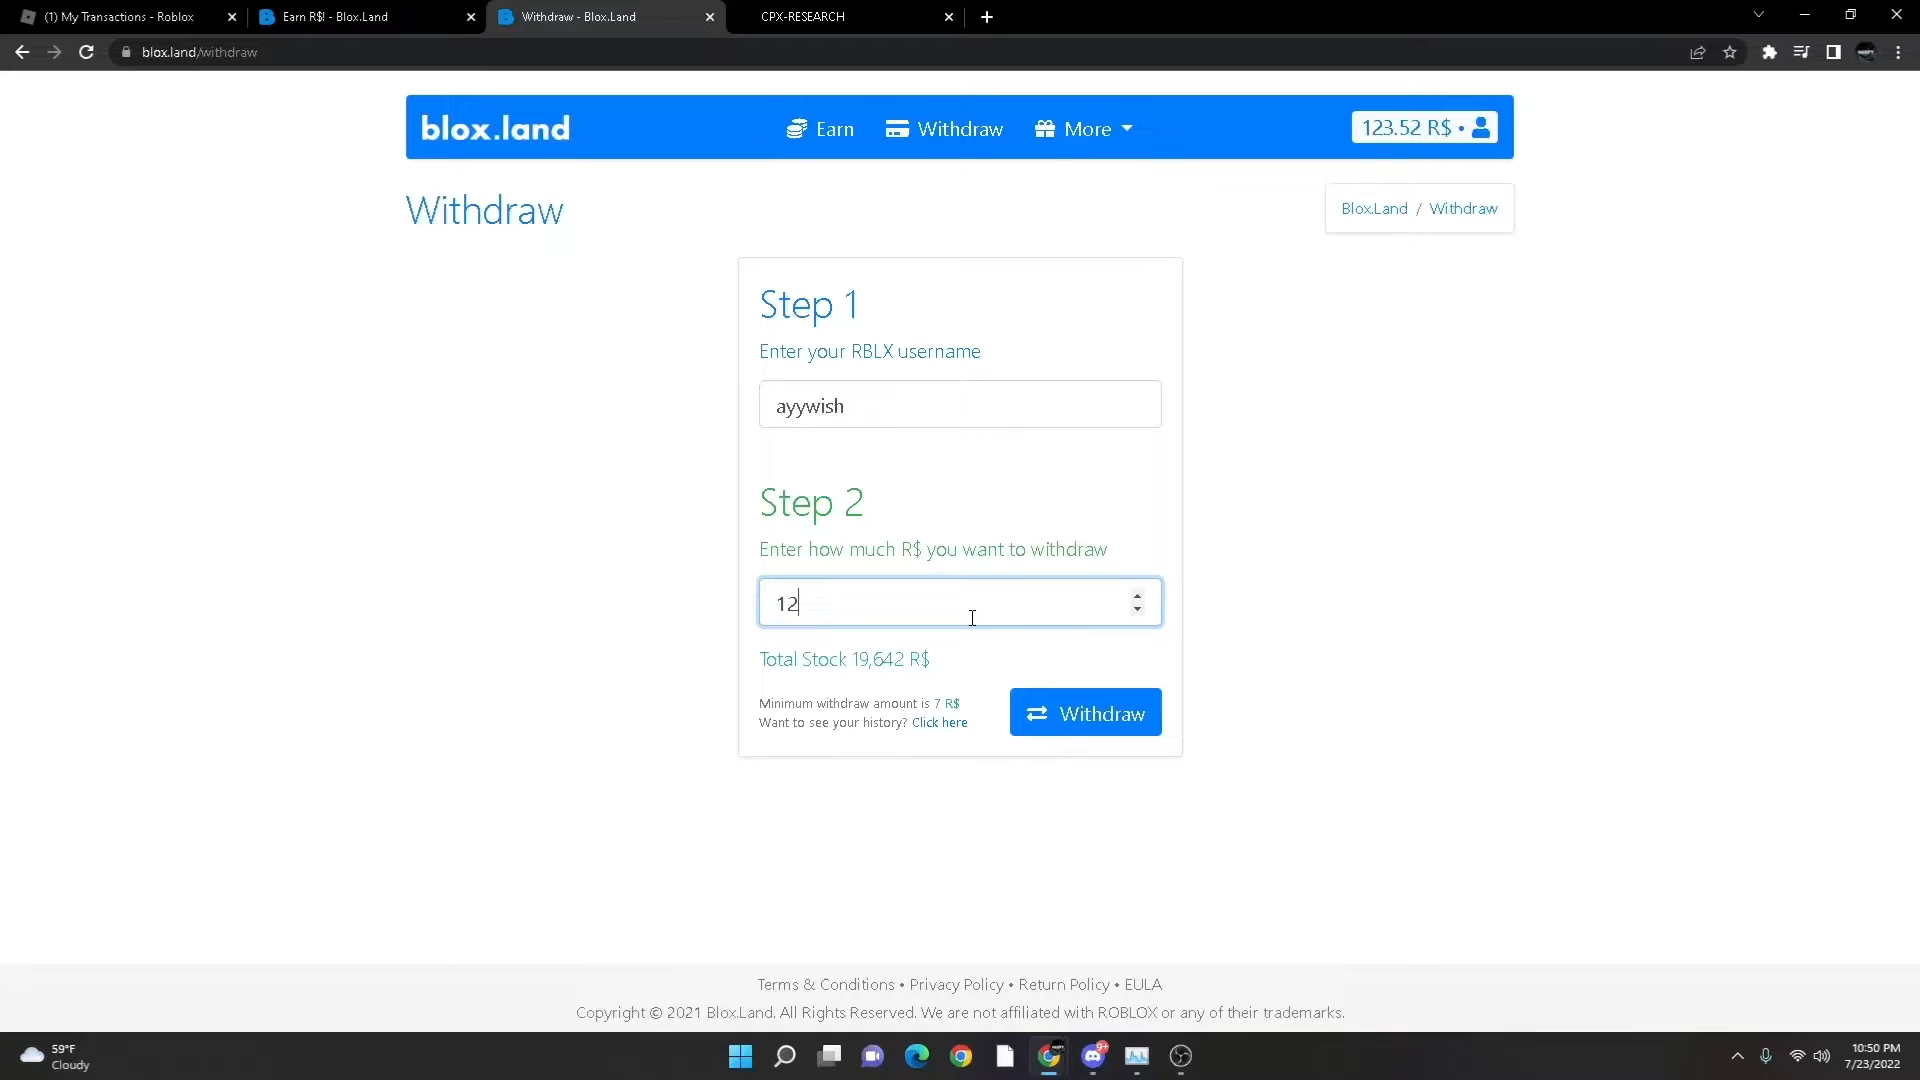 (1) My Transactions - Roblox
Earn R$! - Blox.Land
Withdraw - Blox.Land
CPX-RESEARCH
blox.land/withdraw
blox.land
Earn
Withdraw
More
123.52 R$ •
Withdraw
Blox.Land / Withdraw
Step 1
Enter your RBLX username
ayywish
Step 2
Enter how much R$ you want to withdraw
12
Total Stock 19,642 R$
Minimum withdraw amount is 7 R$
Want to see your history? Click here
Withdraw
Terms & Conditions • Privacy Policy • Return Policy • EULA
Copyright © 2021 Blox.Land. All Rights Reserved. We are not affiliated with ROBLOX or any of their trademarks.
59°F
Cloudy
9+
10:50 PM
7/23/2022